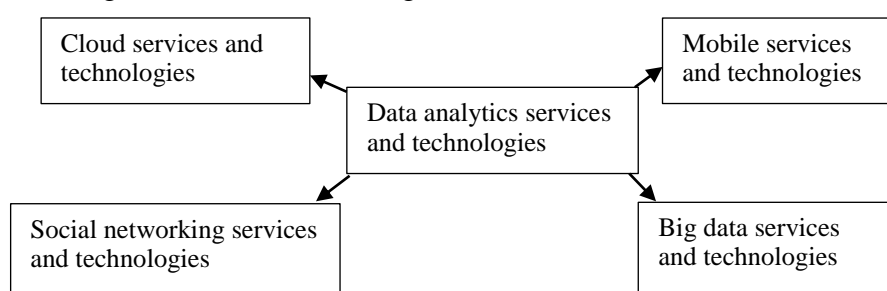 Cloud services and
technologies
Mobile services
and technologies
Data analytics services
and technologies
Social networking services
and technologies
Big data services
and technologies